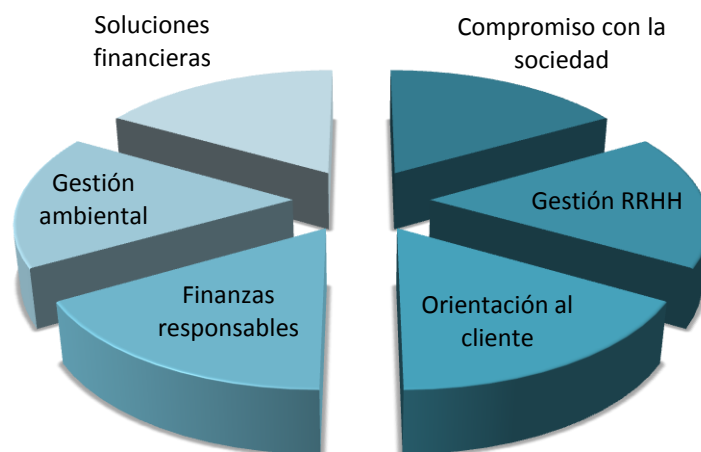 Soluciones
financieras
Compromiso con la
sociedad
Gestión
ambiental
Gestión RRHH
Finanzas
responsables
Orientación al
cliente